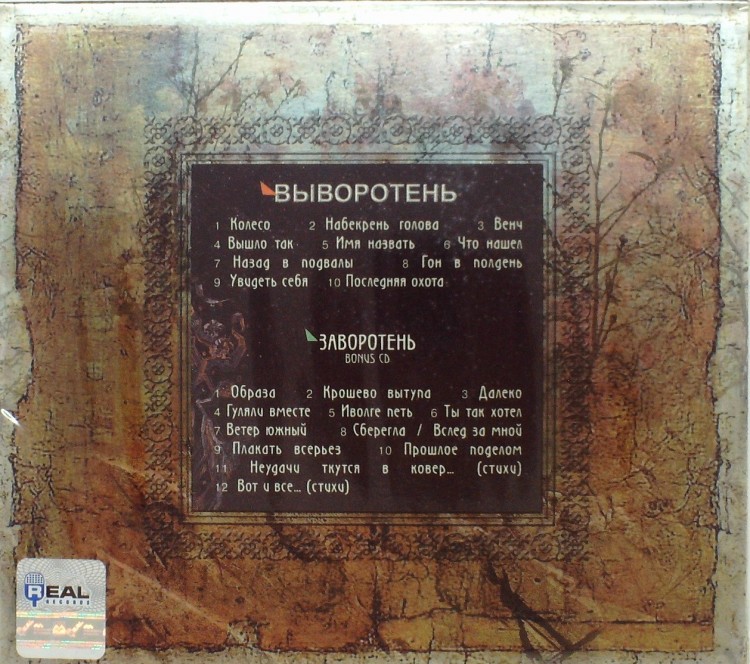 ВЫВОРОТЕНЬ
1 Колесо 2 Набекрень голова 3 Венч
4 Вышло так 5 Имя назвать 6 Что нашел
7 Назад в подвалы 8 Гон в полдень
9 Увидеть себя 10 Последняя охота
ЗАВОРОТЕНЬ
BONUS CD
1 Образа 2 Крошево вытупа 3 Далеко
4 Гуляли вместе 5 Иволге петь 6 Ты так хотел
7 Ветер южный 8 Сберегла / Вслед за мной
9 Плакать всерьез 10 Прошлое поделом
11 Неудачи ткутся в ковер... (стихи)
12 Вот и все... (стихи)
REAL
RECORDS